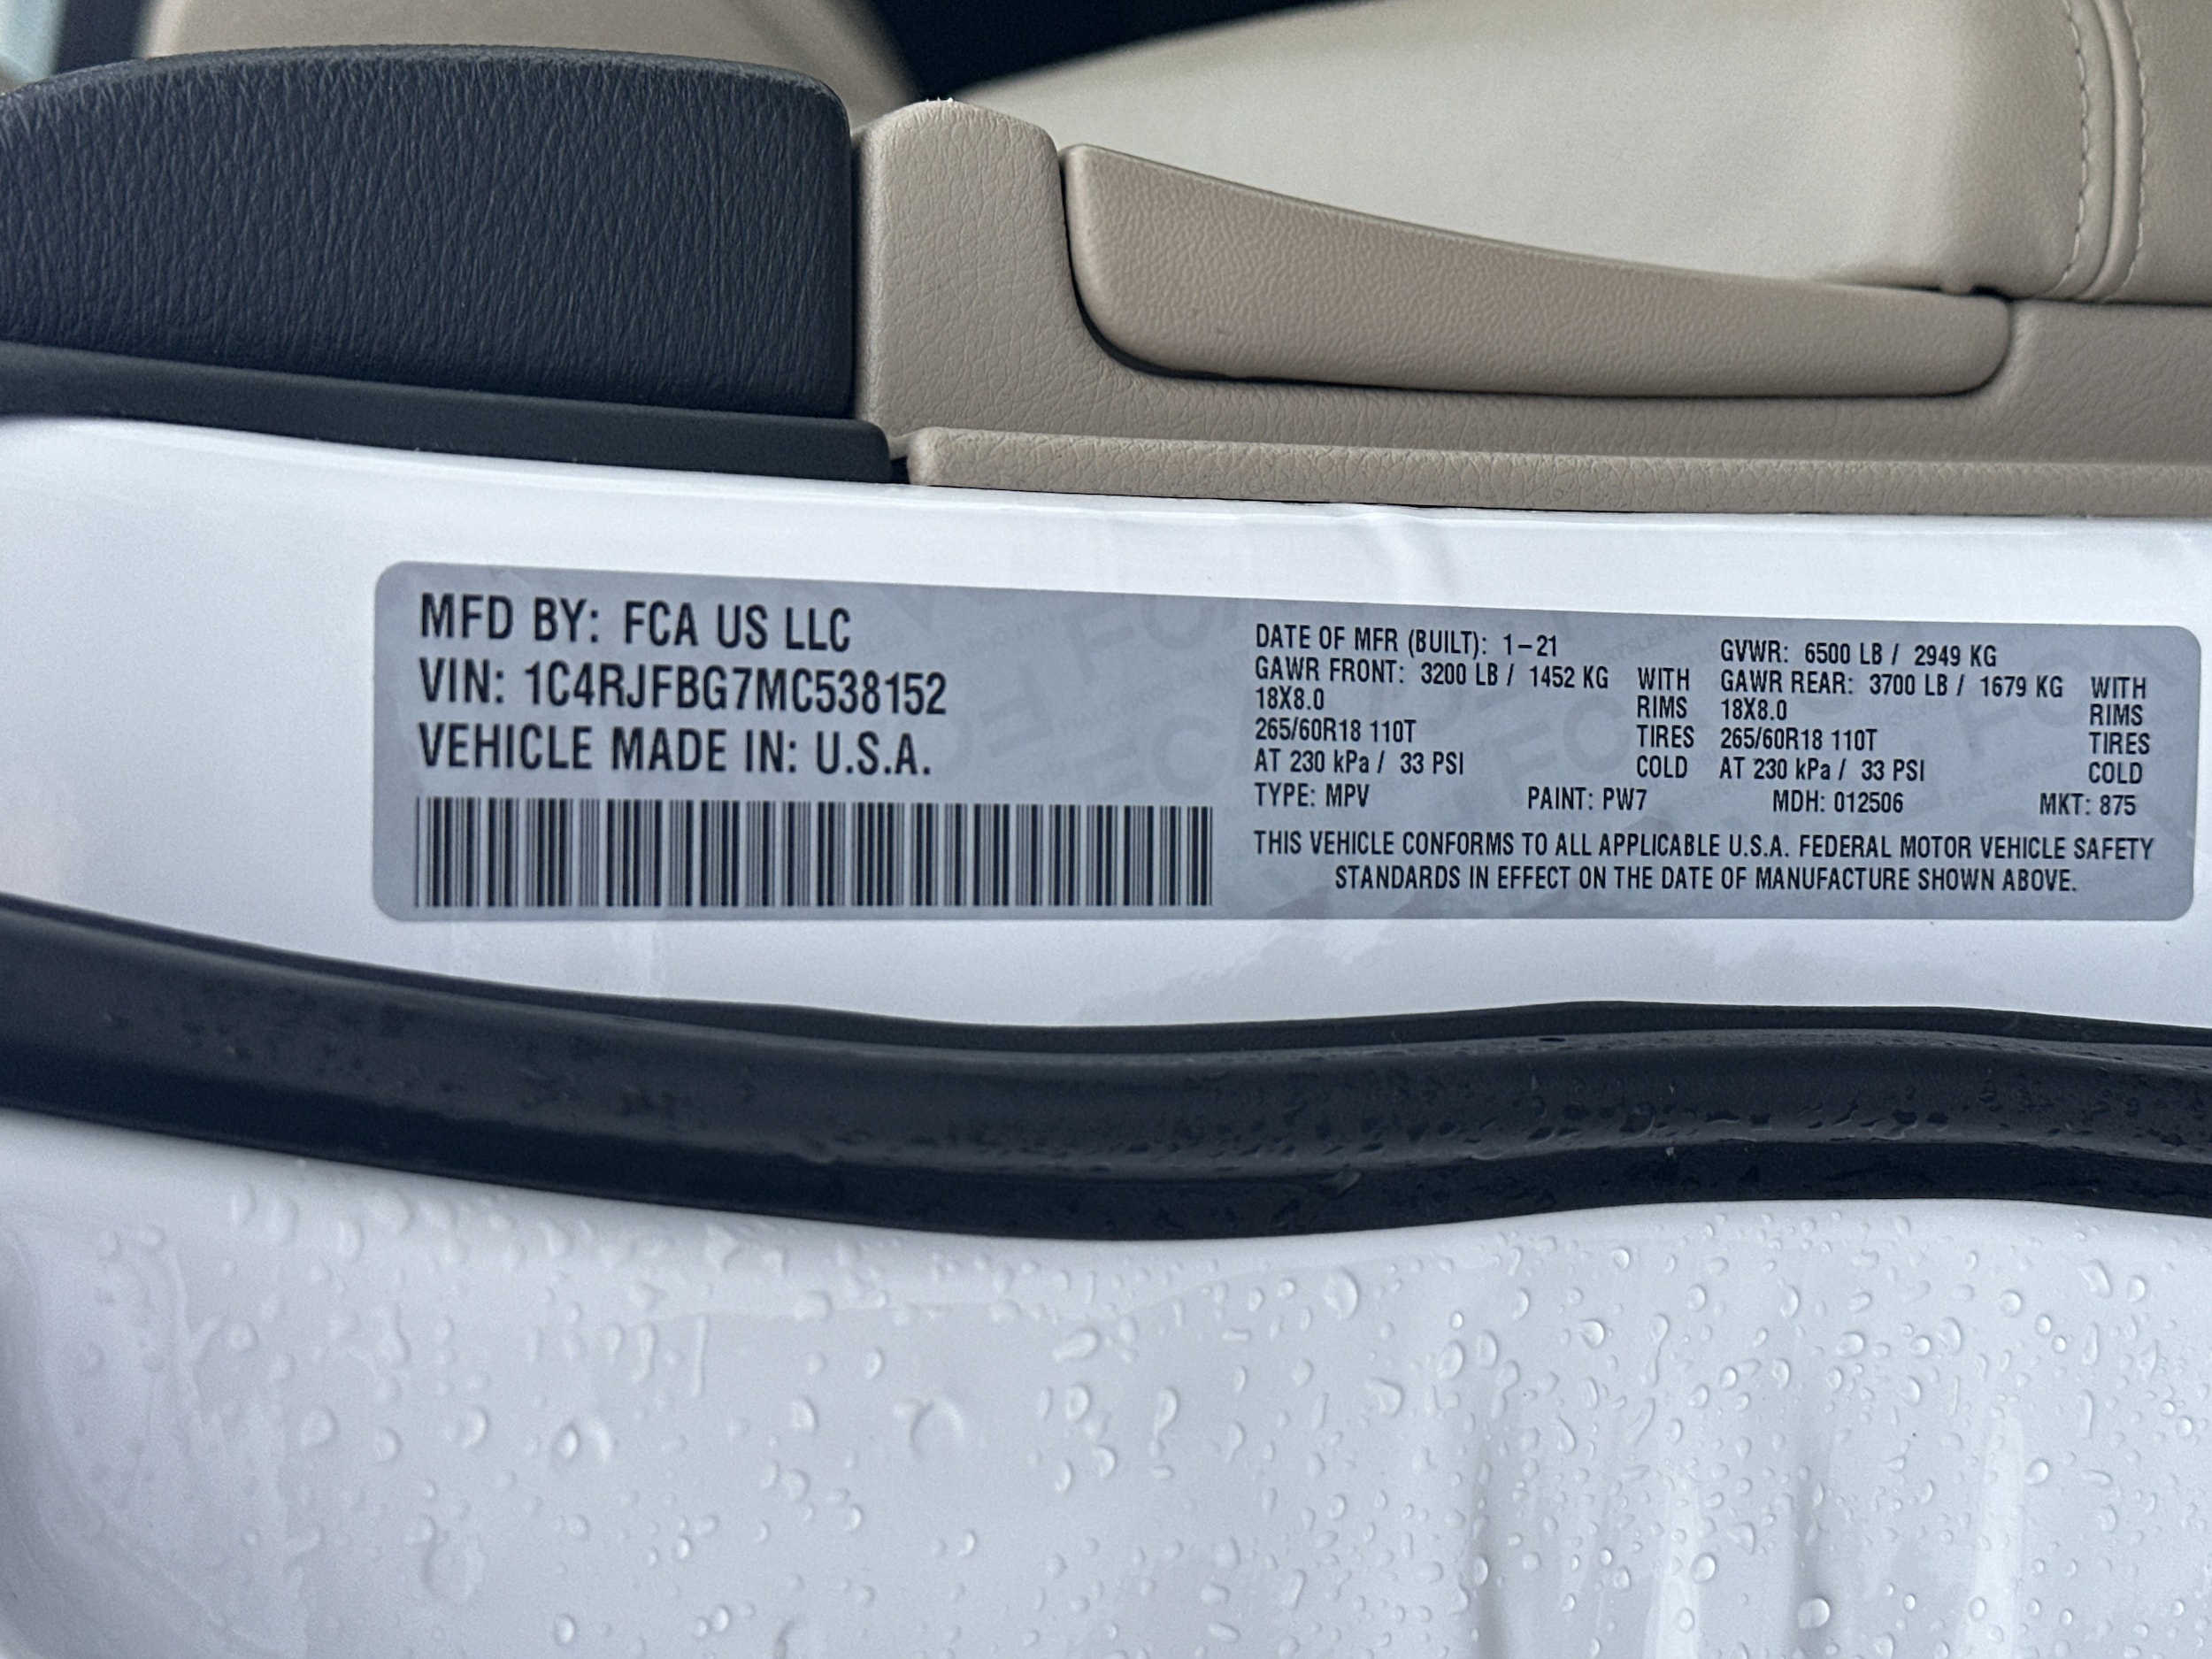 MFD BY: FCA US LLC
VIN: 1C4RJFBG7MC538152
VEHICLE MADE IN: U.S.A.
DATE OF MFR (BUILT): 1-21 GVWR: 6500 LB / 2949 KG
GAWR FRONT: 3200 LB / 1452 KG WITH GAWR REAR: 3700 LB / 1679 KG WITH
18X8.0 RIMS 18X8.0 RIMS
265/60R18 110T TIRES 265/60R18 110T TIRES
AT 230 kPa / 33 PSI COLD AT 230 kPa / 33 PSI COLD
TYPE: MPV PAINT: PW7 MDH: 012506 MKT: 875
THIS VEHICLE CONFORMS TO ALL APPLICABLE U.S.A. FEDERAL MOTOR VEHICLE SAFETY
STANDARDS IN EFFECT ON THE DATE OF MANUFACTURE SHOWN ABOVE.